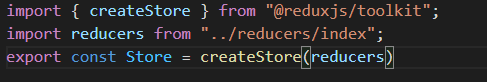 import { createStore } from "@reduxjs/toolkit";
import reducers from "../reducers/index";
export const Store = createStore(reducers)